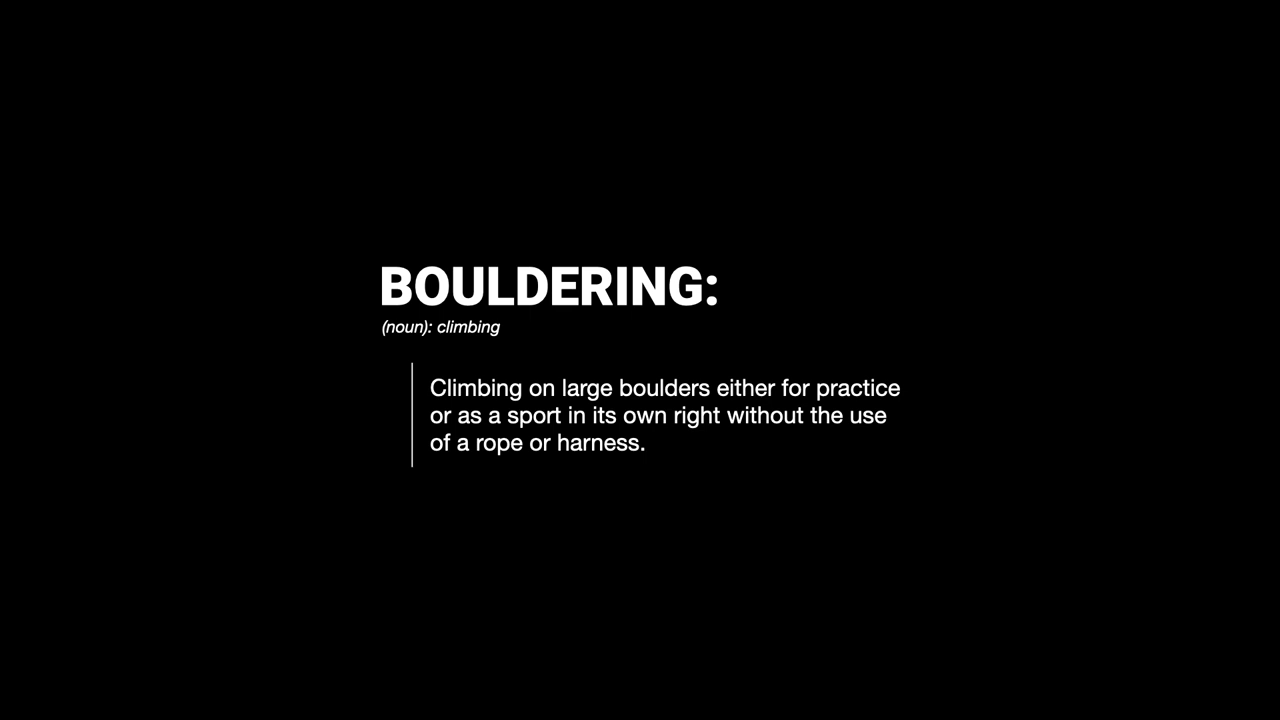 BOULDERING:
(noun): climbing
Climbing on large boulders either for practice
or as a sport in its own right without the use
of a rope or harness.